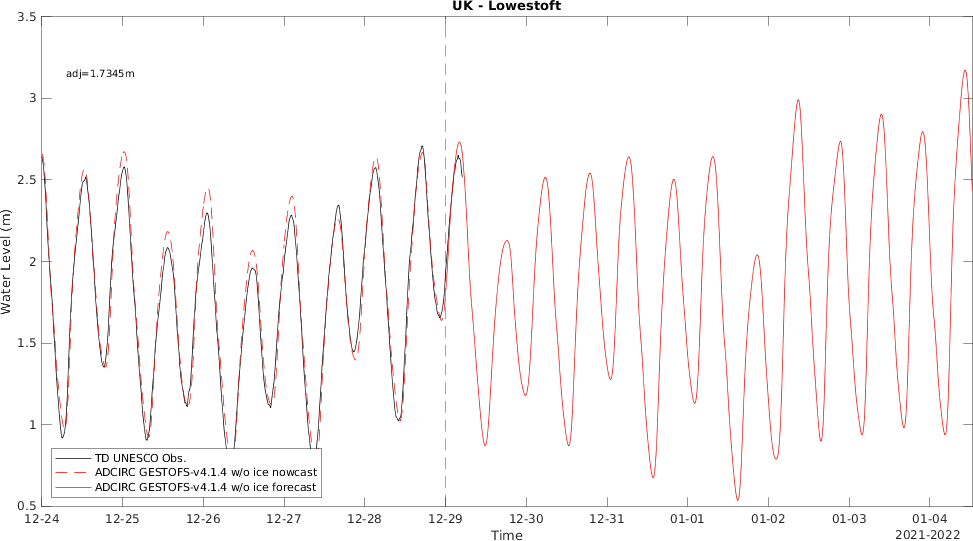 UK - Lowestoft
3.5
3
2.5
2
1.5
1
0.5
Water Level (m)
adj=1.7345m
TD UNESCO Obs.
ADCIRC GESTOFS-v4.1.4 w/o ice nowcast
ADCIRC GESTOFS-v4.1.4 w/o ice forecast
12-24 12-25 12-26 12-27 12-28 12-29 12-30 12-31 01-01 01-02 01-03 01-04
Time
2021-2022